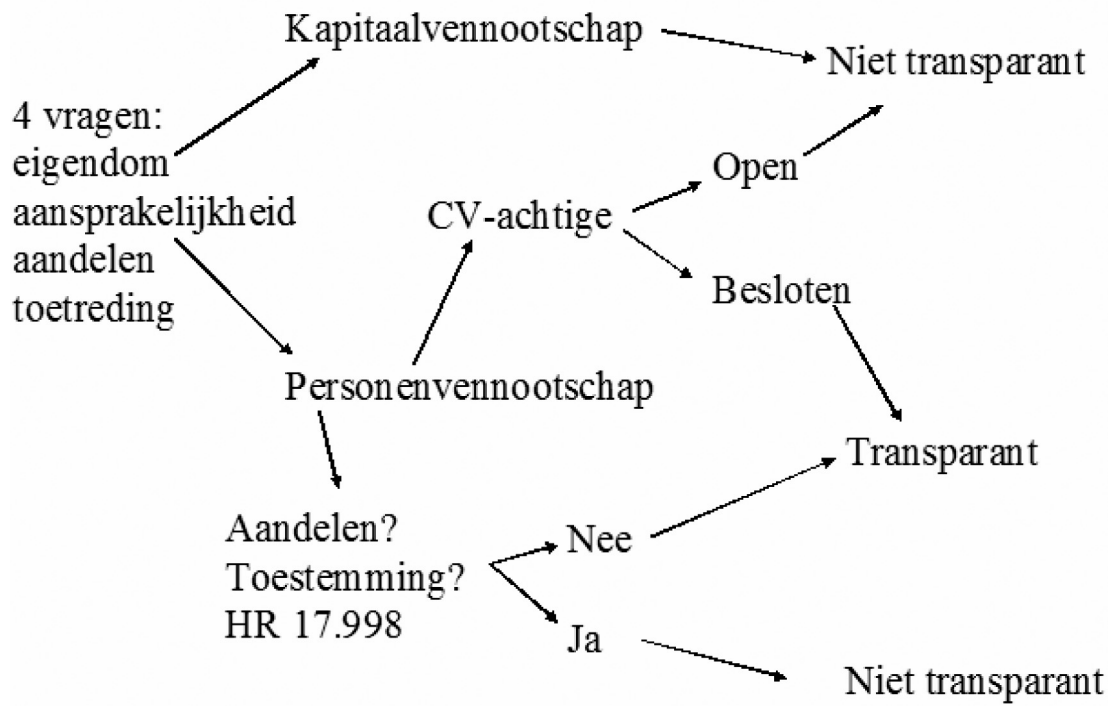 Kapitaalvennootschap
Niet transparant
4 vragen:
eigendom
aansprakelijkheid
aandelen
toetreding
Open
CV-achtige
Besloten
Personenvennootschap
Transparant
Aandelen?
Toestemming?
HR 17.998
Nee
Ja
Niet transparant